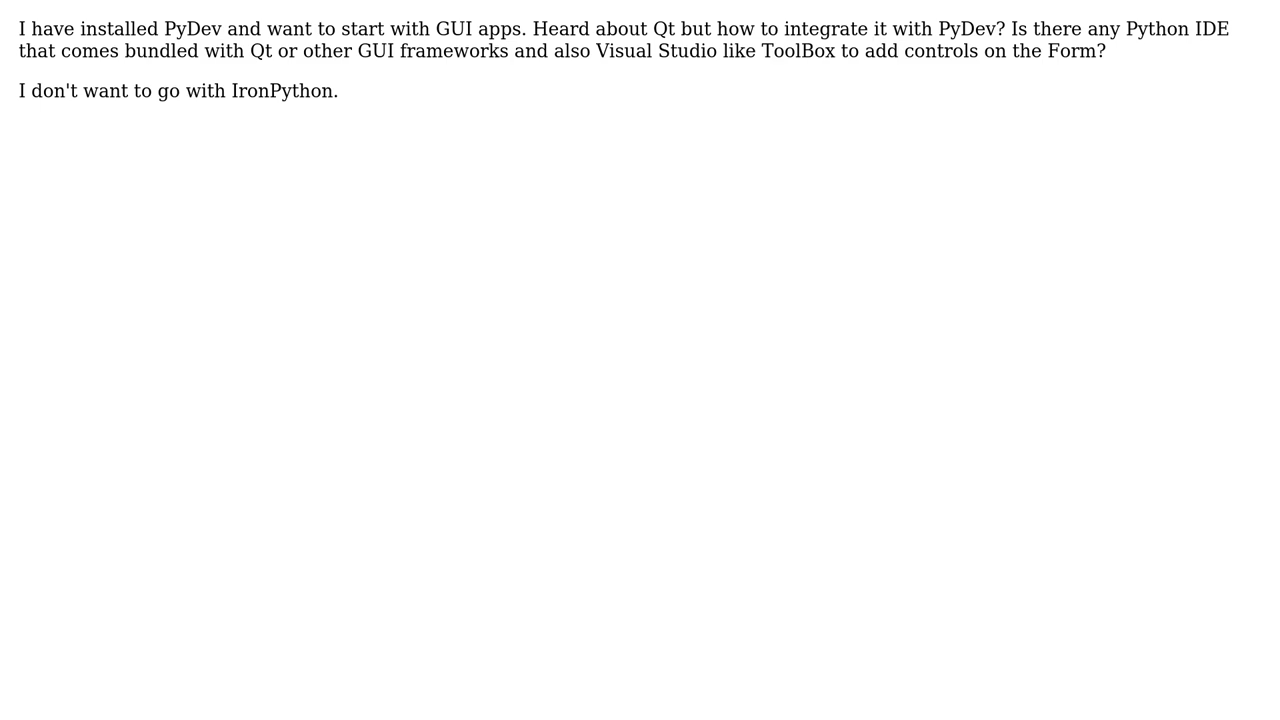 I have installed PyDev and want to start with GUI apps. Heard about Qt but how to integrate it with PyDev? Is there any Python IDE
that comes bundled with Qt or other GUI frameworks and also Visual Studio like ToolBox to add controls on the Form?
I don't want to go with IronPython.